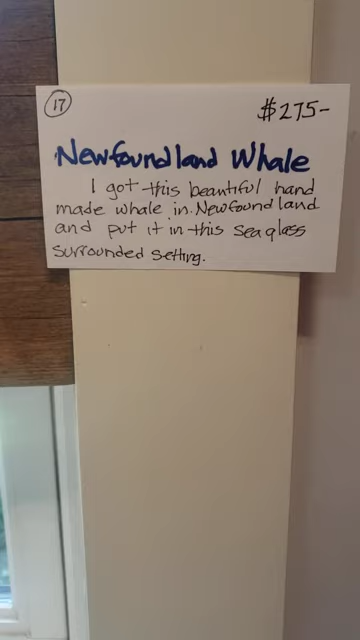 17
$275-
Newfoundland Whale
I got this beautiful hand
made whale in Newfoundland
and put it in this seaglass
surrounded setting.